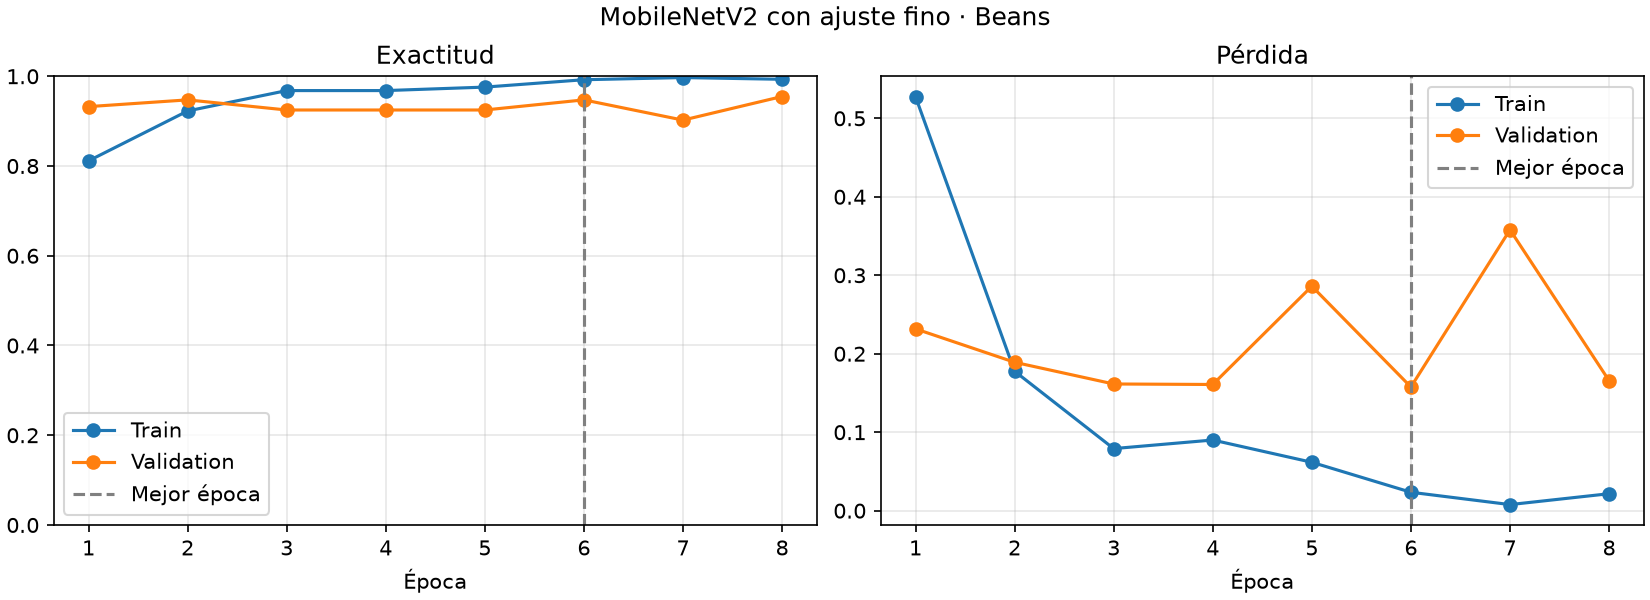 MobileNetV2 con ajuste fino · Beans
Exactitud
1.0
0.8
0.6
0.4
0.2
0.0
Train
Validation
Mejor época
1 2 3 4 5 6 7 8
Época
Pérdida
0.5
0.4
0.3
0.2
0.1
0.0
Train
Validation
Mejor época
1 2 3 4 5 6 7 8
Época